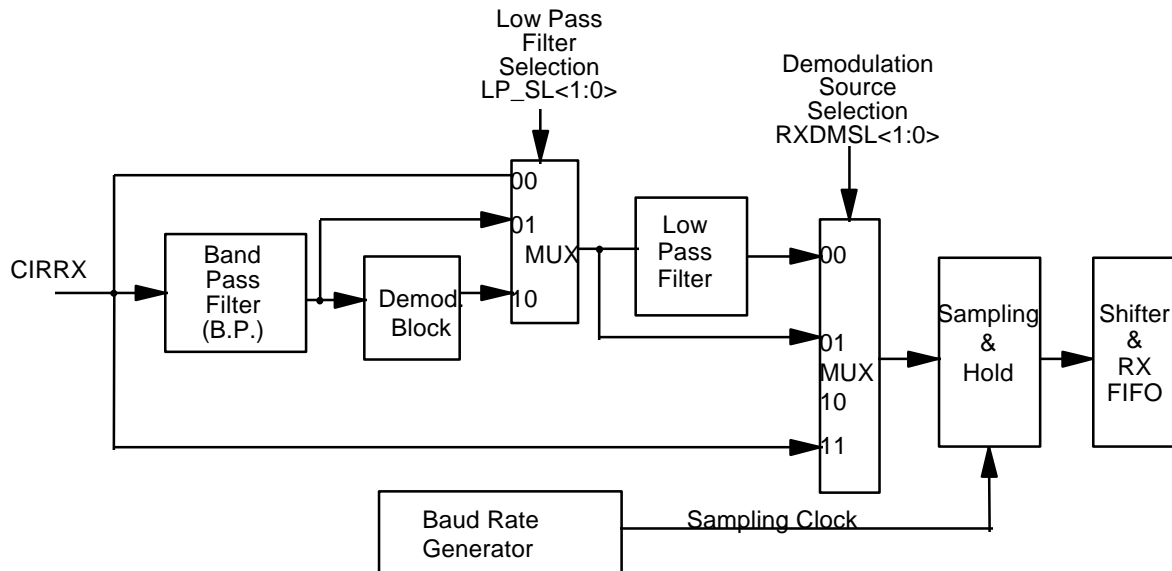 Low Pass
Filter
Selection
LP_SL<1:0>
Demodulation
Source
Selection
RXDMSL<1:0>
00
01
MUX
10
CIRRX
Band
Pass
Filter
(B.P.)
Demod.
Block
Low
Pass
Filter
00
01
MUX
10
11
Sampling
&
Hold
Shifter
&
RX
FIFO
Baud Rate
Generator
Sampling Clock